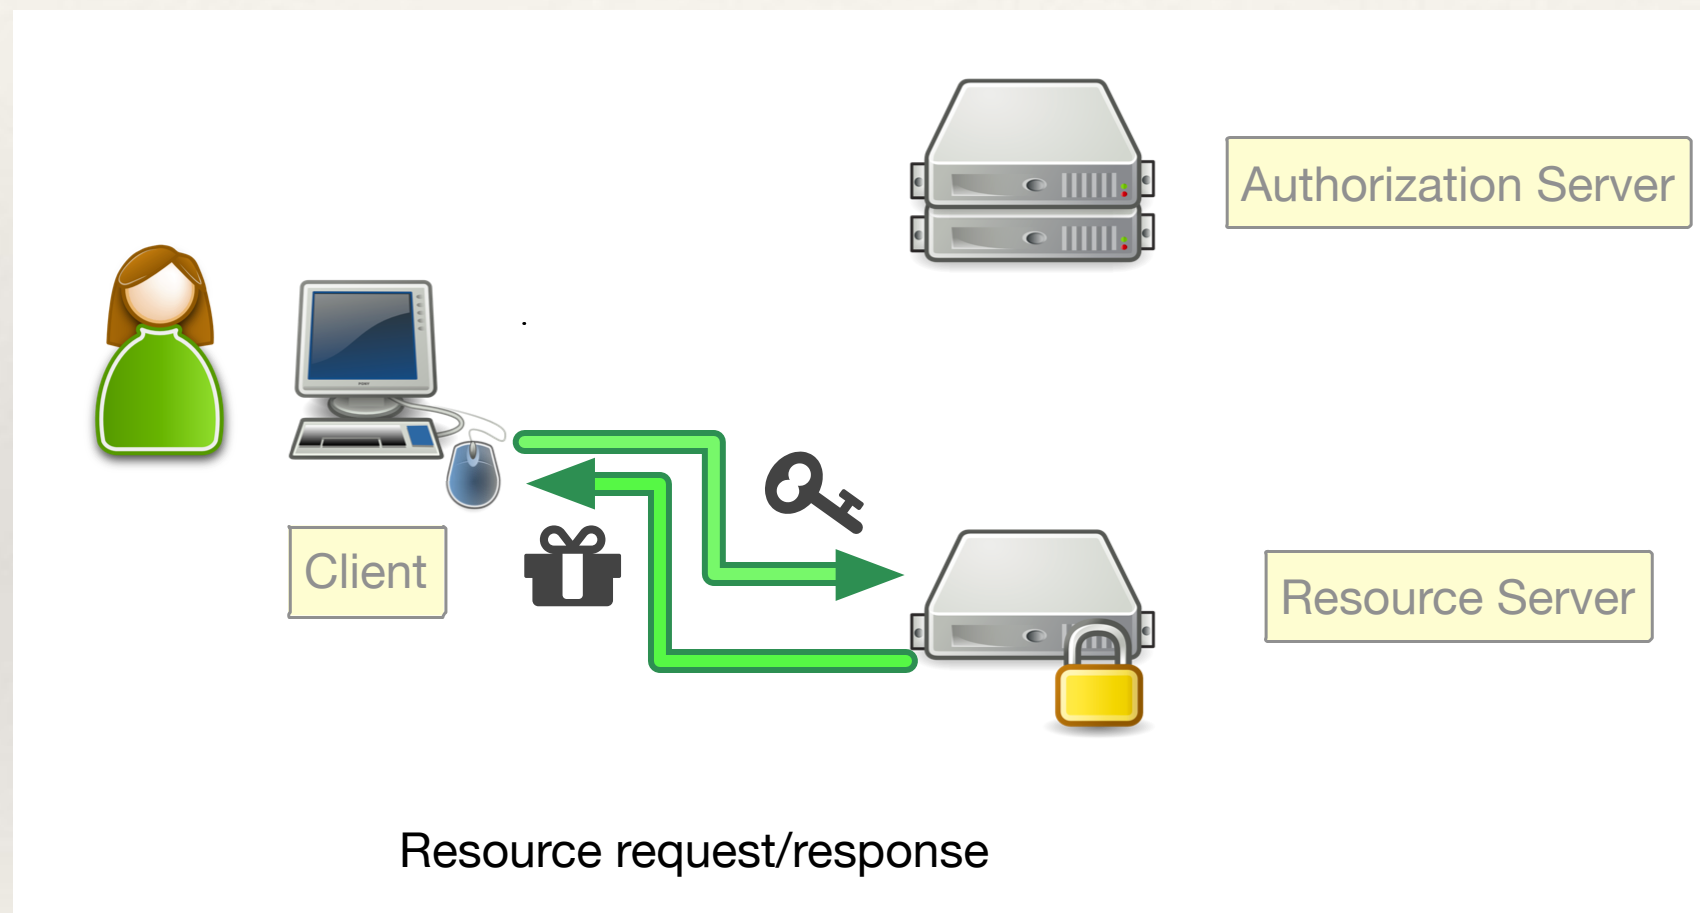 Authorization Server
Client
Resource Server
Resource request/response